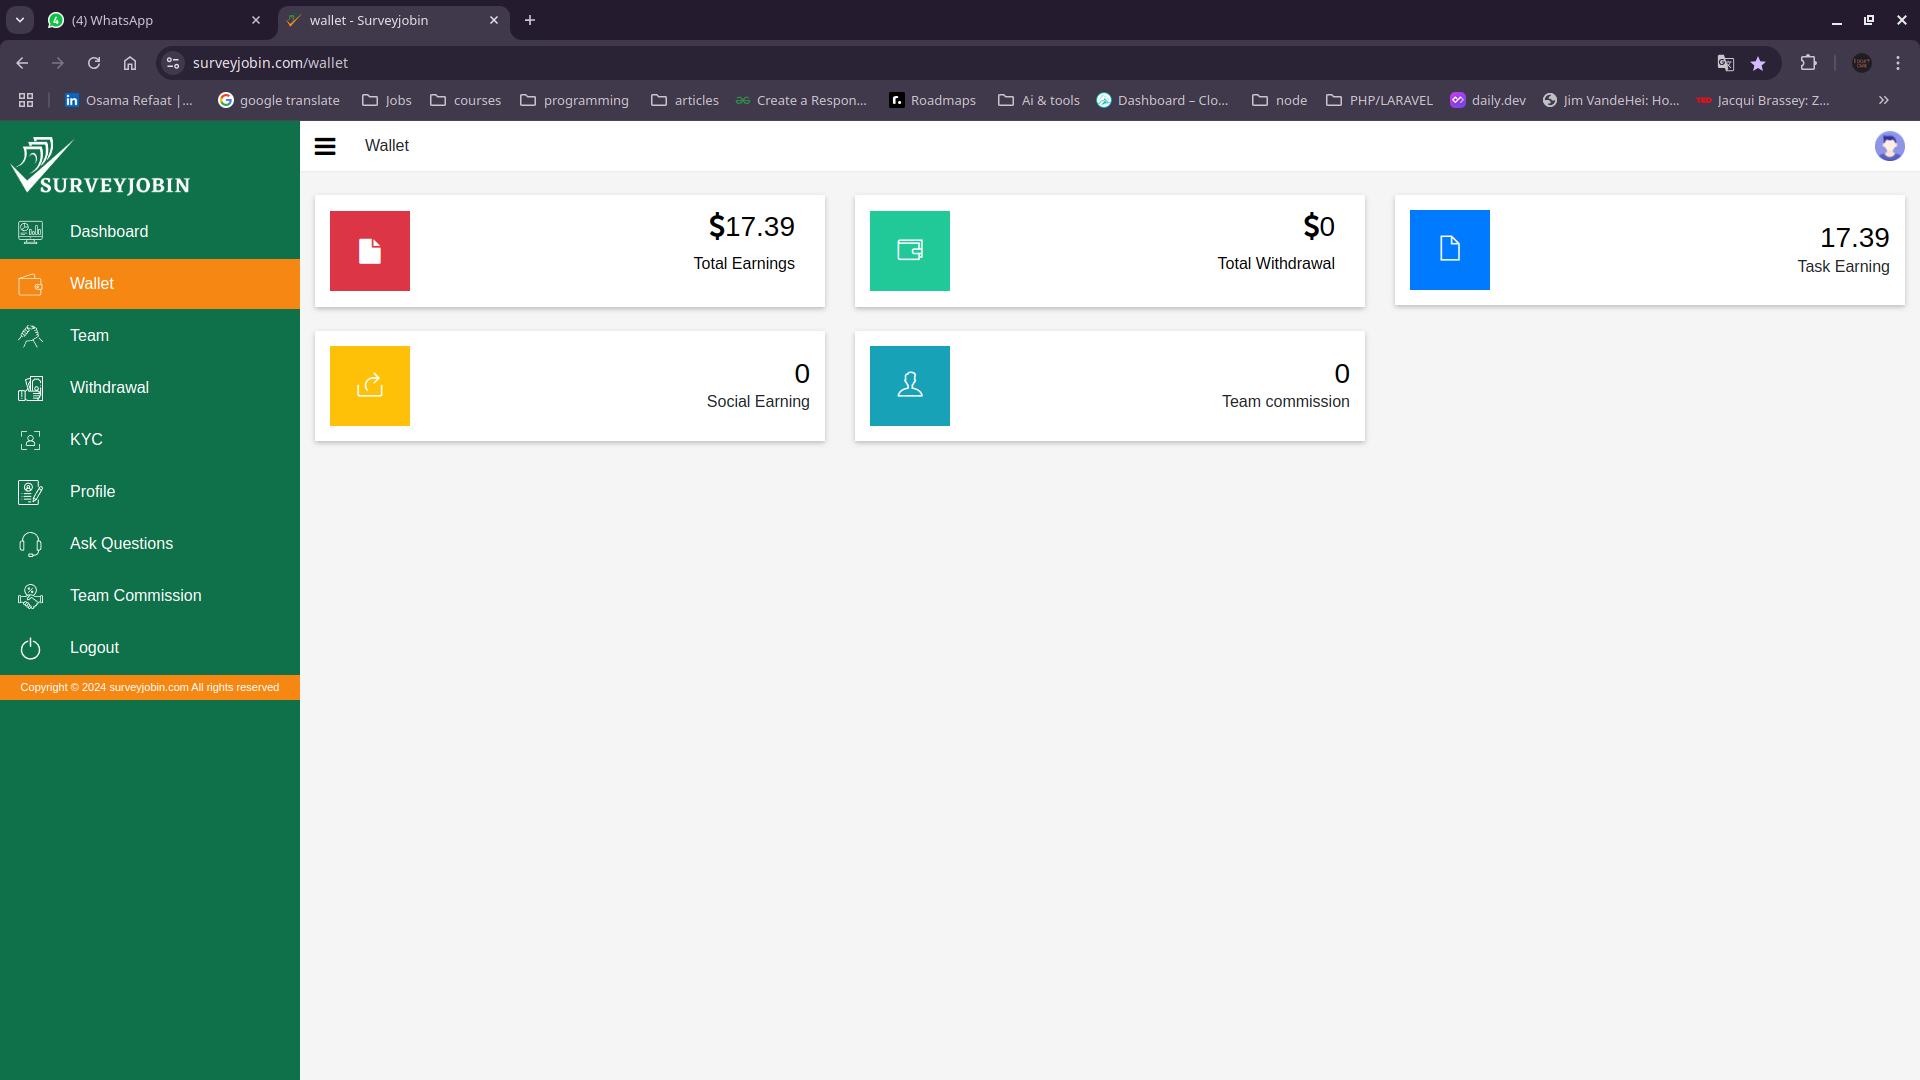 (4) WhatsApp
wallet - Surveyjobin
surveyjobin.com/wallet
Osama Refaat |... google translate Jobs courses programming articles Create a Respon... Roadmaps Ai & tools Dashboard – Clo... node PHP/LARAVEL daily.dev Jim VandeHei: Ho... TED Jacqui Brassey: Z...
SURVEYJOBIN
Dashboard
Wallet
Team
Withdrawal
KYC
Profile
Ask Questions
Team Commission
Logout
Copyright © 2024 surveyjobin.com All rights reserved
Wallet
$17.39
Total Earnings
$0
Total Withdrawal
17.39
Task Earning
0
Social Earning
0
Team commission